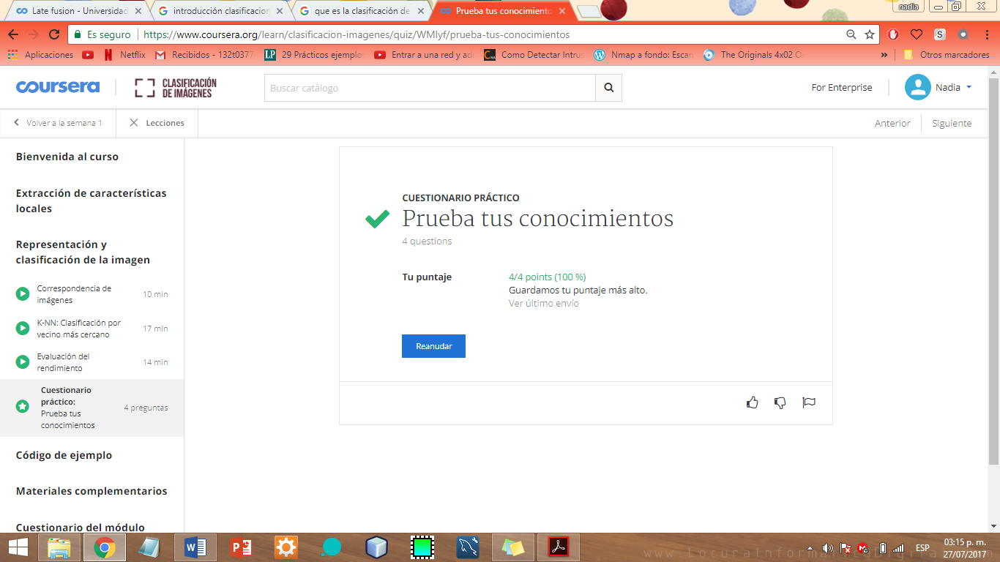 Late fusion - Universidad
introducción clasificacion
que es la clasificación de
Prueba tus conocimiento
nadia
Es seguro
https://www.coursera.org/learn/clasificacion-imagenes/quiz/WMlyf/prueba-tus-conocimientos
Aplicaciones
Netflix
Recibidos - 132t0377
29 Prácticos ejemplo
Entrar a una red y ad
Como Detectar Intrus
Nmap a fondo: Escan
The Originals 4x02 O
»
Otros marcadores
coursera
CLASIFICACIÓN
DE IMÁGENES
Buscar catálogo
For Enterprise
Nadia
Volver a la semana 1
Lecciones
Anterior
Siguiente
Bienvenida al curso
Extracción de características
locales
Representación y
clasificación de la imagen
Correspondencia de
imágenes
10 min
K-NN: Clasificación por
vecino más cercano
17 min
Evaluación del
rendimiento
14 min
Cuestionario
práctico:
Prueba tus
conocimientos
4 preguntas
Código de ejemplo
Materiales complementarios
Cuestionario del módulo
CUESTIONARIO PRÁCTICO
Prueba tus conocimientos
4 questions
Tu puntaje
4/4 points (100 %)
Guardamos tu puntaje más alto.
Ver último envío
Reanudar
ESP
03:15 p. m.
27/07/2017